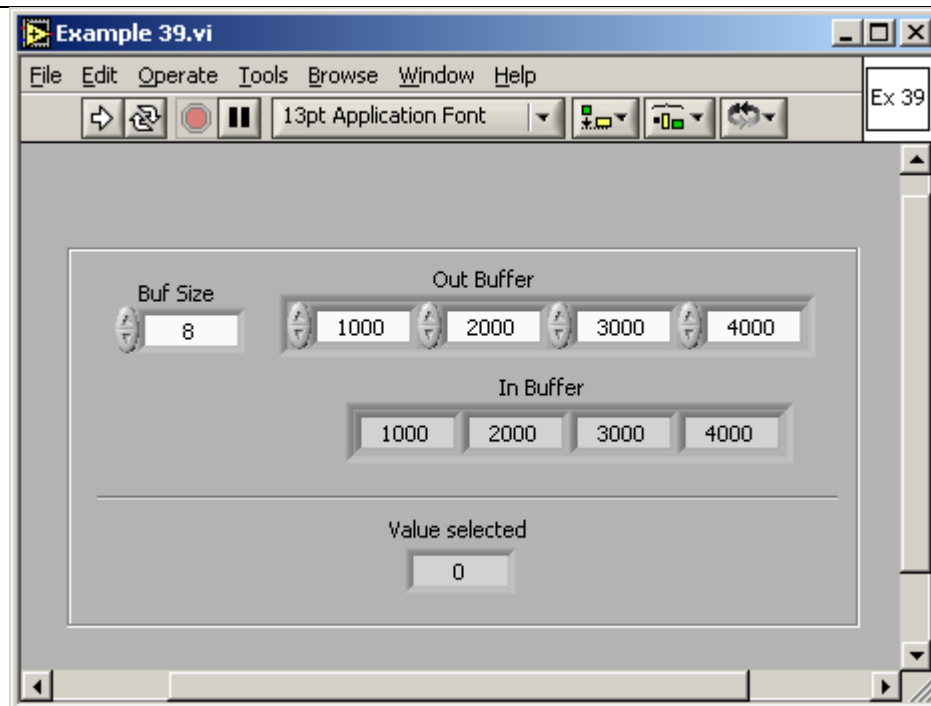 Example 39.vi
File Edit Operate Tools Browse Window Help
13pt Application Font
Ex 39
Buf Size
8
Out Buffer
1000 2000 3000 4000
In Buffer
1000 2000 3000 4000
Value selected
0